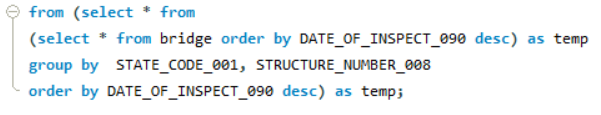 from (select * from
(select * from bridge order by DATE_OF_INSPECT_090 desc) as temp
group by  STATE_CODE_001, STRUCTURE_NUMBER_008
order by DATE_OF_INSPECT_090 desc) as temp;